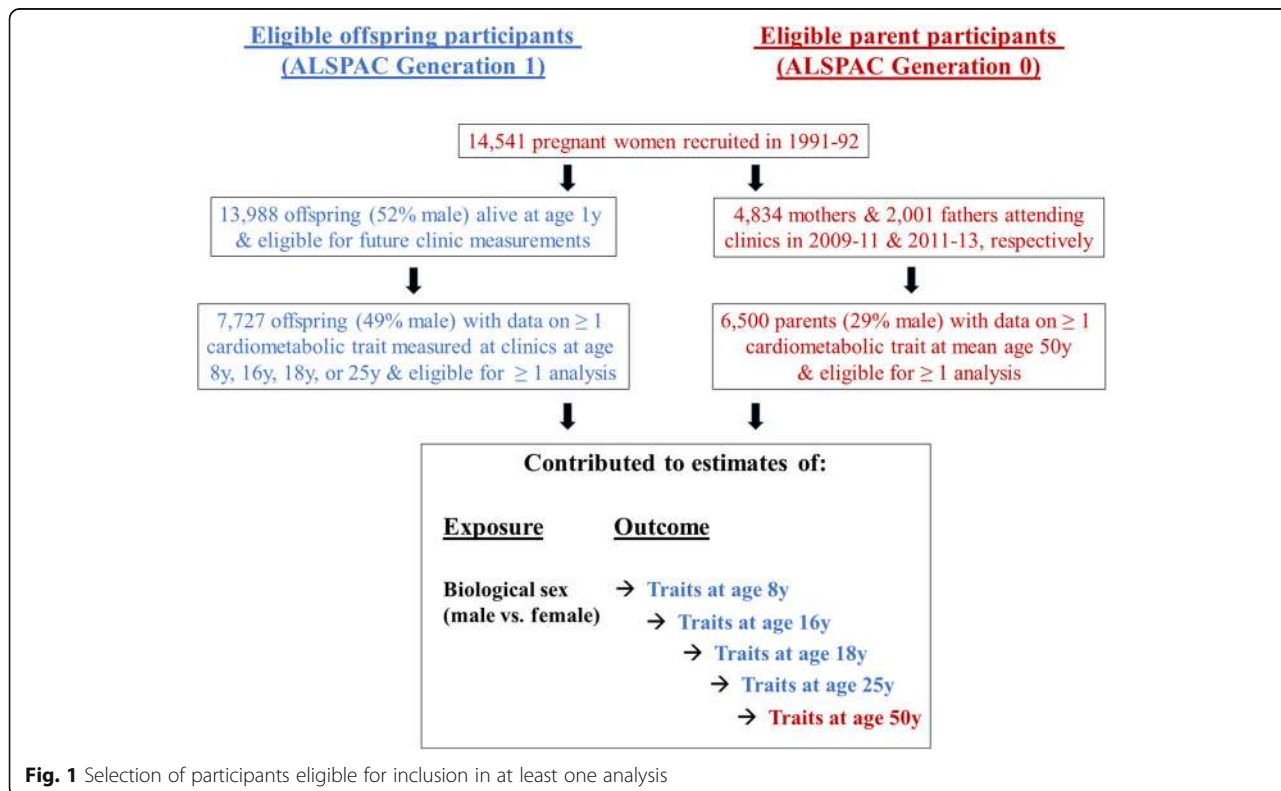 Eligible offspring participants
(ALSPAC Generation 1)
Eligible parent participants
(ALSPAC Generation 0)
14,541 pregnant women recruited in 1991-92
13,988 offspring (52% male) alive at age 1y
& eligible for future clinic measurements
4,834 mothers & 2,001 fathers attending
clinics in 2009-11 & 2011-13, respectively
7,727 offspring (49% male) with data on ≥ 1
cardiometabolic trait measured at clinics at age
8y, 16y, 18y, or 25y & eligible for ≥ 1 analysis
6,500 parents (29% male) with data on ≥ 1
cardiometabolic trait at mean age 50y
& eligible for ≥ 1 analysis
Contributed to estimates of:
Exposure Outcome
Biological sex → Traits at age 8y
(male vs. female) → Traits at age 16y
→ Traits at age 18y
→ Traits at age 25y
→ Traits at age 50y
Fig. 1 Selection of participants eligible for inclusion in at least one analysis